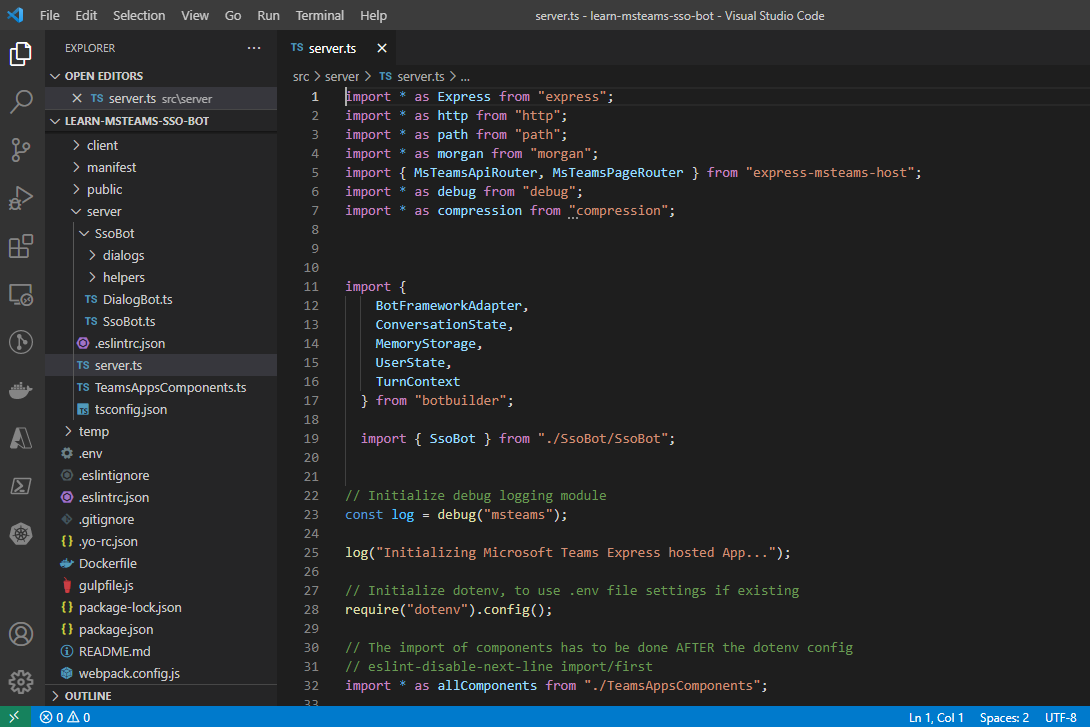 File Edit Selection View Go Run Terminal Help server.ts - learn-msteams-sso-bot - Visual Studio Code
EXPLORER ...
OPEN EDITORS
TS server.ts src\server
LEARN-MSTEAMS-SSO-BOT
client
manifest
public
server
SsoBot
dialogs
helpers
TS DialogBot.ts
TS SsoBot.ts
.eslintrc.json
TS server.ts
TS TeamsAppsComponents.ts
TS tsconfig.json
temp
.env
.eslintignore
.eslintrc.json
.gitignore
{} .yo-rc.json
Dockerfile
gulpfile.js
{} package-lock.json
{} package.json
README.md
webpack.config.js
OUTLINE
TS server.ts
src > server > TS server.ts > ...
1 import * as Express from "express";
2 import * as http from "http";
3 import * as path from "path";
4 import * as morgan from "morgan";
5 import { MsTeamsApiRouter, MsTeamsPageRouter } from "express-msteams-host";
6 import * as debug from "debug";
7 import * as compression from "compression";
8
9
10
11 import {
12 BotFrameworkAdapter,
13 ConversationState,
14 MemoryStorage,
15 UserState,
16 TurnContext
17 } from "botbuilder";
18
19 import { SsoBot } from "./SsoBot/SsoBot";
20
21
22 // Initialize debug logging module
23 const log = debug("msteams");
24
25 log("Initializing Microsoft Teams Express hosted App...");
26
27 // Initialize dotenv, to use .env file settings if existing
28 require("dotenv").config();
29
30 // The import of components has to be done AFTER the dotenv config
31 // eslint-disable-next-line import/first
32 import * as allComponents from "./TeamsAppsComponents";
33
0 0 Ln 1, Col 1 Spaces: 2 UTF-8